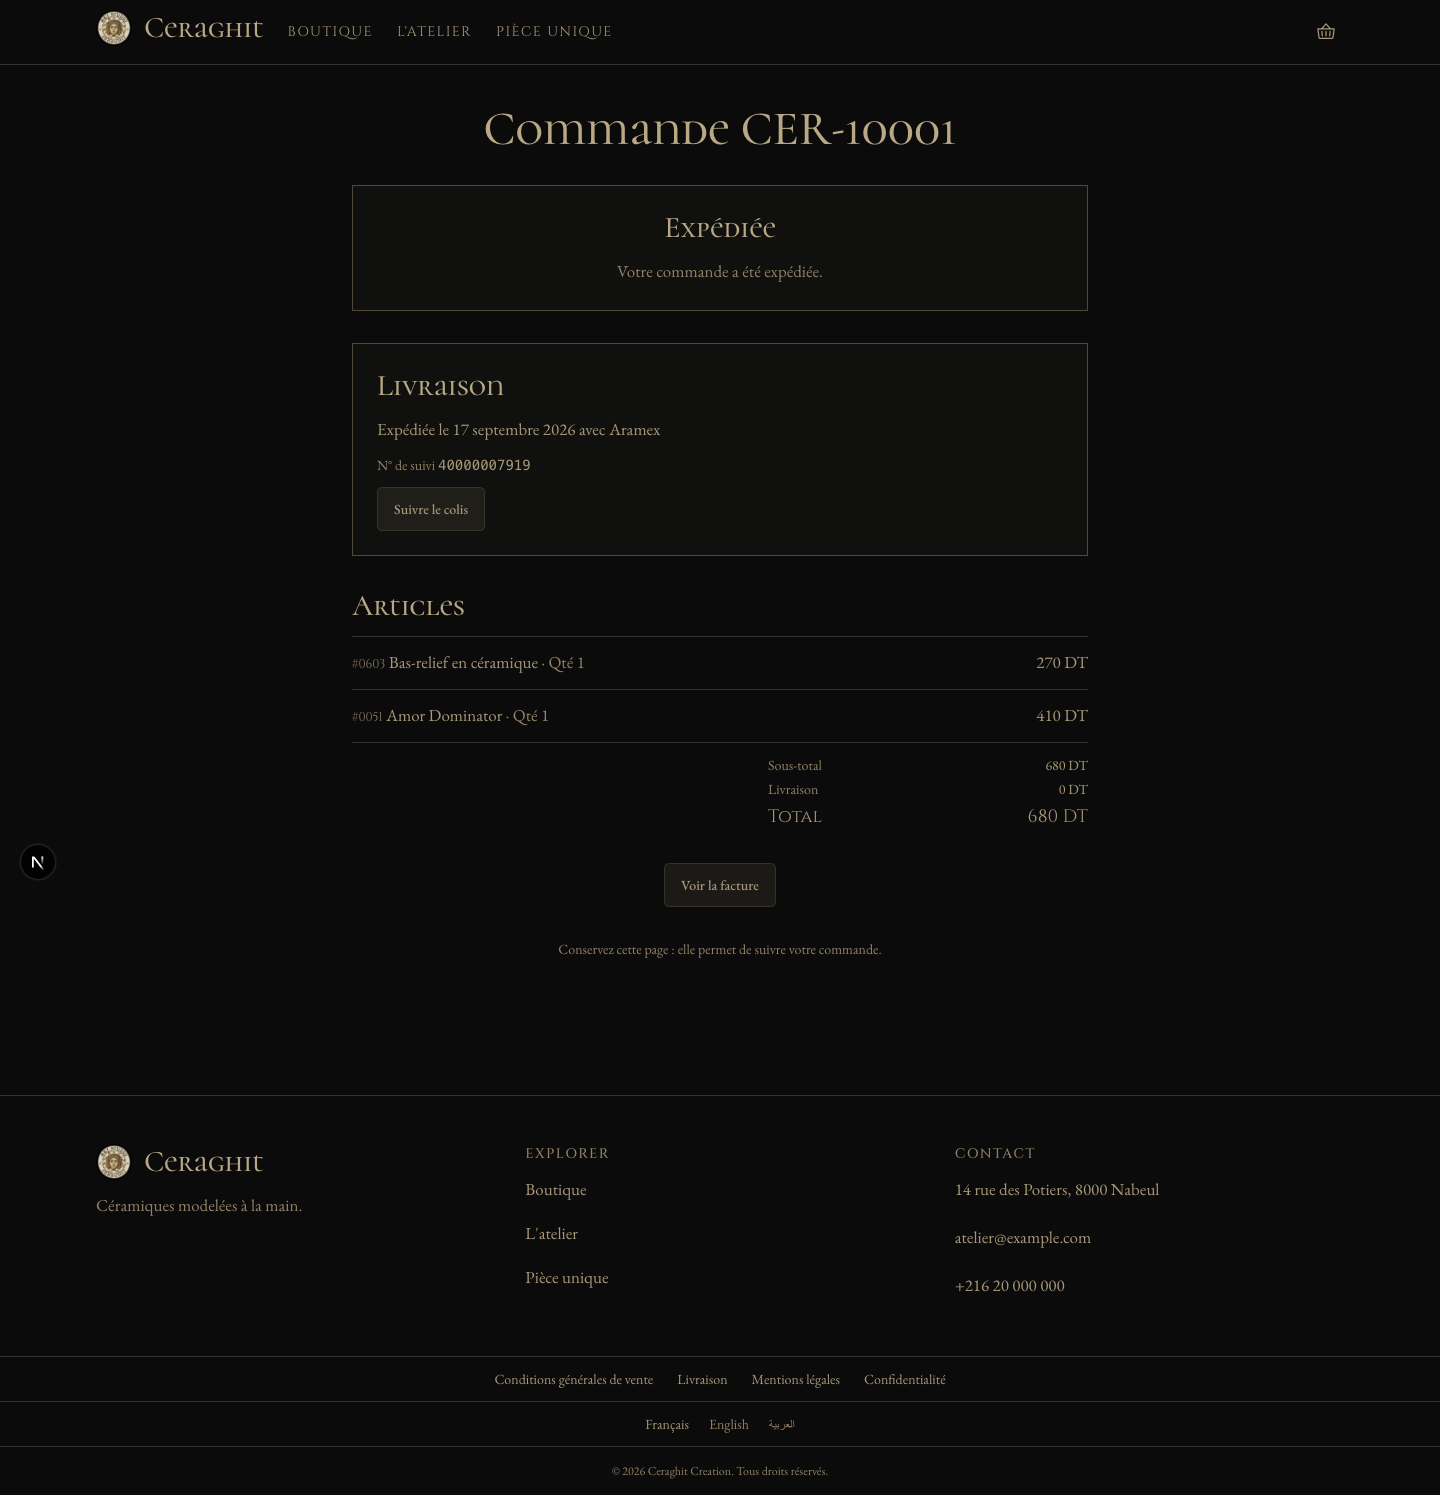 Ceraghit BOUTIQUE L'ATELIER PIÈCE UNIQUE
Commande CER-10001
Expédiée
Votre commande a été expédiée.
Livraison
Expédiée le 17 septembre 2026 avec Aramex
N° de suivi 40000007919
Suivre le colis
Articles
#0603 Bas-relief en céramique · Qté 1 270 DT
#0051 Amor Dominator · Qté 1 410 DT
Sous-total 680 DT
Livraison 0 DT
Total 680 DT
N
Voir la facture
Conservez cette page : elle permet de suivre votre commande.
Ceraghit
Céramiques modelées à la main.
EXPLORER
Boutique
L'atelier
Pièce unique
CONTACT
14 rue des Potiers, 8000 Nabeul
atelier@example.com
+216 20 000 000
Conditions générales de vente Livraison Mentions légales Confidentialité
Français English العربية
© 2026 Ceraghit Creation. Tous droits réservés.